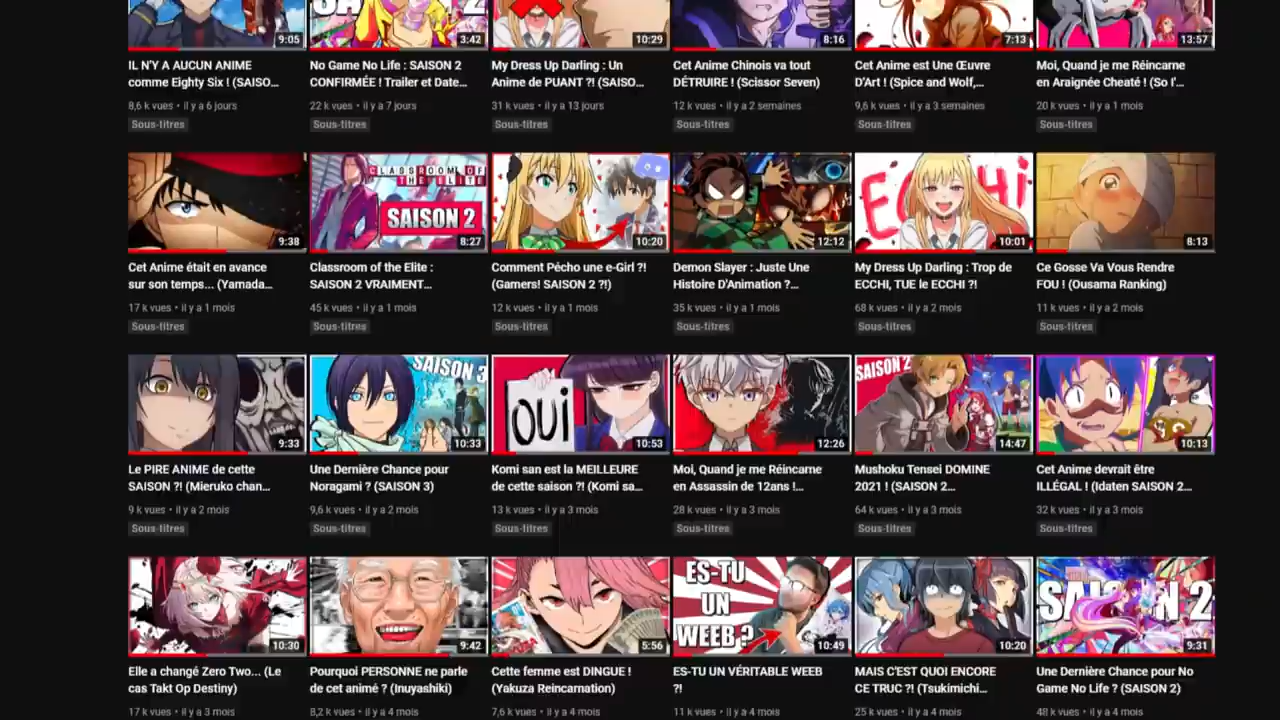 SA 2
9:05
3:42
10:29
8:16
7:13
13:57
IL N'Y A AUCUN ANIME
comme Eighty Six ! (SAISO...
8,6 k vues • il y a 6 jours
Sous-titres
No Game No Life : SAISON 2
CONFIRMÉE ! Trailer et Date...
22 k vues • il y a 7 jours
Sous-titres
My Dress Up Darling : Un
Anime de PUANT ?! (SAISO...
31 k vues • il y a 13 jours
Sous-titres
Cet Anime Chinois va tout
DÉTRUIRE ! (Scissor Seven)
12 k vues • il y a 2 semaines
Sous-titres
Cet Anime est Une Œuvre
D'Art ! (Spice and Wolf,...
9,6 k vues • il y a 3 semaines
Sous-titres
Moi, Quand je me Réincarne
en Araignée Cheaté ! (So I'...
20 k vues • il y a 1 mois
Sous-titres
9:38
CLASSROOM OF
THE ELITE
SAISON 2
8:27
10:20
12:12
ECCHI
10:01
8:13
Cet Anime était en avance
sur son temps... (Yamada...
17 k vues • il y a 1 mois
Sous-titres
Classroom of the Elite :
SAISON 2 VRAIMENT...
45 k vues • il y a 1 mois
Sous-titres
Comment Pécho une e-Girl ?!
(Gamers! SAISON 2 ?!)
12 k vues • il y a 1 mois
Sous-titres
Demon Slayer : Juste Une
Histoire D'Animation ?...
35 k vues • il y a 1 mois
Sous-titres
My Dress Up Darling : Trop de
ECCHI, TUE le ECCHI ?!
68 k vues • il y a 2 mois
Sous-titres
Ce Gosse Va Vous Rendre
FOU ! (Ousama Ranking)
11 k vues • il y a 2 mois
Sous-titres
9:33
SAISON 3
10:33
OUi
10:53
12:26
SAISON 2
14:47
10:13
Le PIRE ANIME de cette
SAISON ?! (Mieruko chan...
9 k vues • il y a 2 mois
Sous-titres
Une Dernière Chance pour
Noragami ? (SAISON 3)
9,6 k vues • il y a 2 mois
Sous-titres
Komi san est la MEILLEURE
de cette saison ?! (Komi sa...
13 k vues • il y a 3 mois
Sous-titres
Moi, Quand je me Réincarne
en Assassin de 12ans !...
28 k vues • il y a 3 mois
Sous-titres
Mushoku Tensei DOMINE
2021 ! (SAISON 2...
64 k vues • il y a 3 mois
Sous-titres
Cet Anime devrait être
ILLÉGAL ! (Idaten SAISON 2...
32 k vues • il y a 3 mois
Sous-titres
10:30
9:42
5:56
ES-TU
UN
WEEB ?
10:49
10:20
SAI N 2
9:31
Elle a changé Zero Two... (Le
cas Takt Op Destiny)
17 k vues • il y a 3 mois
Pourquoi PERSONNE ne parle
de cet animé ? (Inuyashiki)
8,2 k vues • il y a 4 mois
Cette femme est DINGUE !
(Yakuza Reincarnation)
7,6 k vues • il y a 4 mois
ES-TU UN VÉRITABLE WEEB
?!
11 k vues • il y a 4 mois
MAIS C'EST QUOI ENCORE
CE TRUC ?! (Tsukimichi...
25 k vues • il y a 4 mois
Une Dernière Chance pour No
Game No Life ? (SAISON 2)
48 k vues • il y a 4 mois